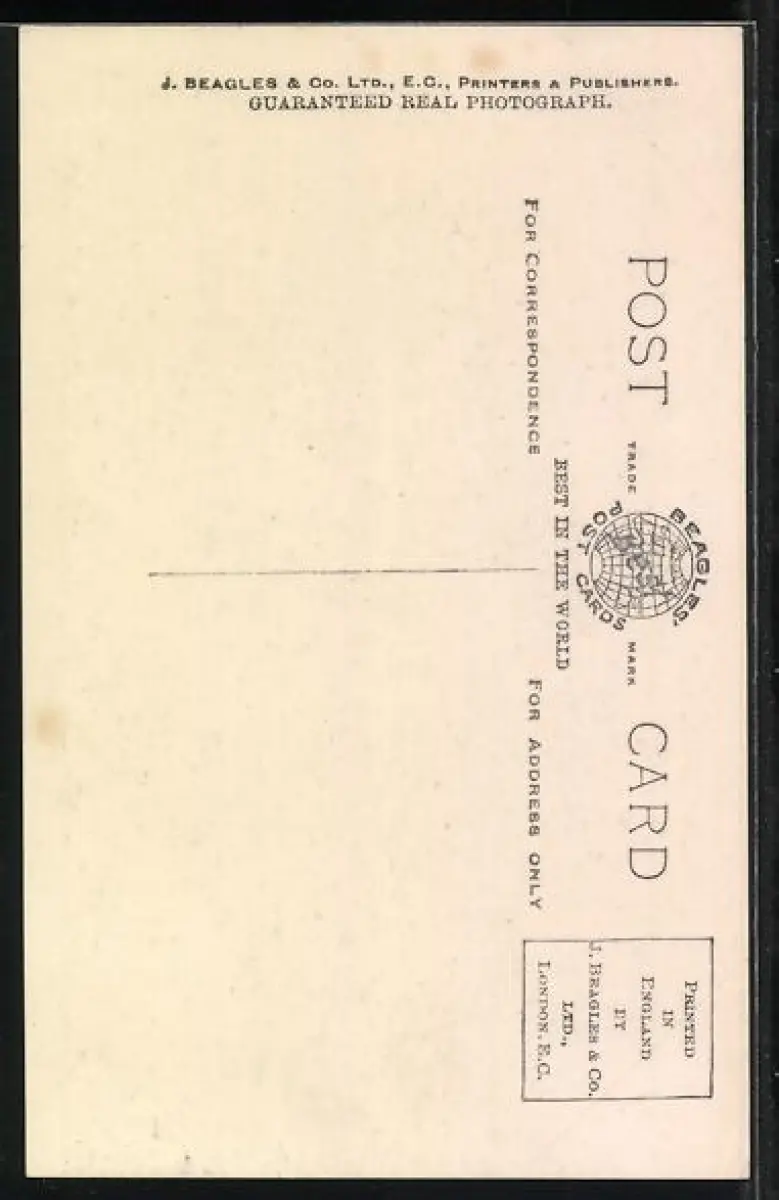 J. BEAGLES & CO. LTD., E.C., PRINTERS & PUBLISHERS.
GUARANTEED REAL PHOTOGRAPH.
POST CARD
TRADE MARK
BEAGLES'
POST CARDS
BEST IN THE WORLD
FOR CORRESPONDENCE
FOR ADDRESS ONLY
PRINTED
IN
ENGLAND
BY
J. BEAGLES & CO.
LTD.,
LONDON, E.C.